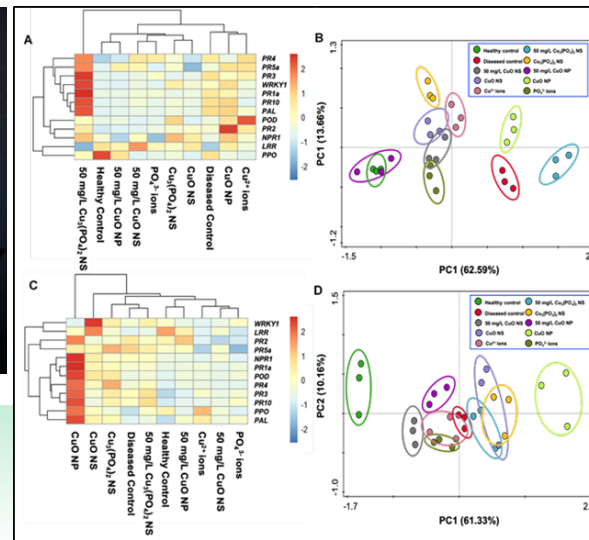 A
PR4
PR5a
PR3
WRKY1
PR1a
PR10
PAL
POD
PR2
NPR1
LRR
PPO
2
1
0
-1
-2
50 mg/L Cu₃(PO₄)₂ NS
Healthy Control
50 mg/L CuO NP
50 mg/L CuO NS
PO₄³⁻ ions
Cu₃(PO₄)₂ NS
CuO NS
Diseased Control
CuO NP
Cu²⁺ ions
B
Healthy control
50 mg/L Cu₃(PO₄)₂ NS
Diseased control
Cu₃(PO₄)₂ NS
50 mg/L CuO NS
50 mg/L CuO NP
CuO NS
CuO NP
Cu²⁺ ions
PO₄³⁻ ions
1.3
-1.2
PC1 (13.66%)
-1.5
PC1 (62.59%)
C
WRKY1
LRR
PR2
PR5a
NPR1
PR1a
POD
PR4
PR3
PR10
PPO
PAL
2
1
0
-1
-2
CuO NP
CuO NS
Cu₃(PO₄)₂ NS
Diseased Control
50 mg/L Cu₃(PO₄)₂ NS
Healthy Control
50 mg/L CuO NP
Cu²⁺ ions
50 mg/L CuO NS
PO₄³⁻ ions
D
Healthy control
50 mg/L Cu₃(PO₄)₂ NS
Diseased control
Cu₃(PO₄)₂ NS
50 mg/L CuO NS
50 mg/L CuO NP
CuO NS
CuO NP
Cu²⁺ ions
PO₄³⁻ ions
1.5
-1.0
PC2 (10.16%)
-1.7
PC1 (61.33%)
2